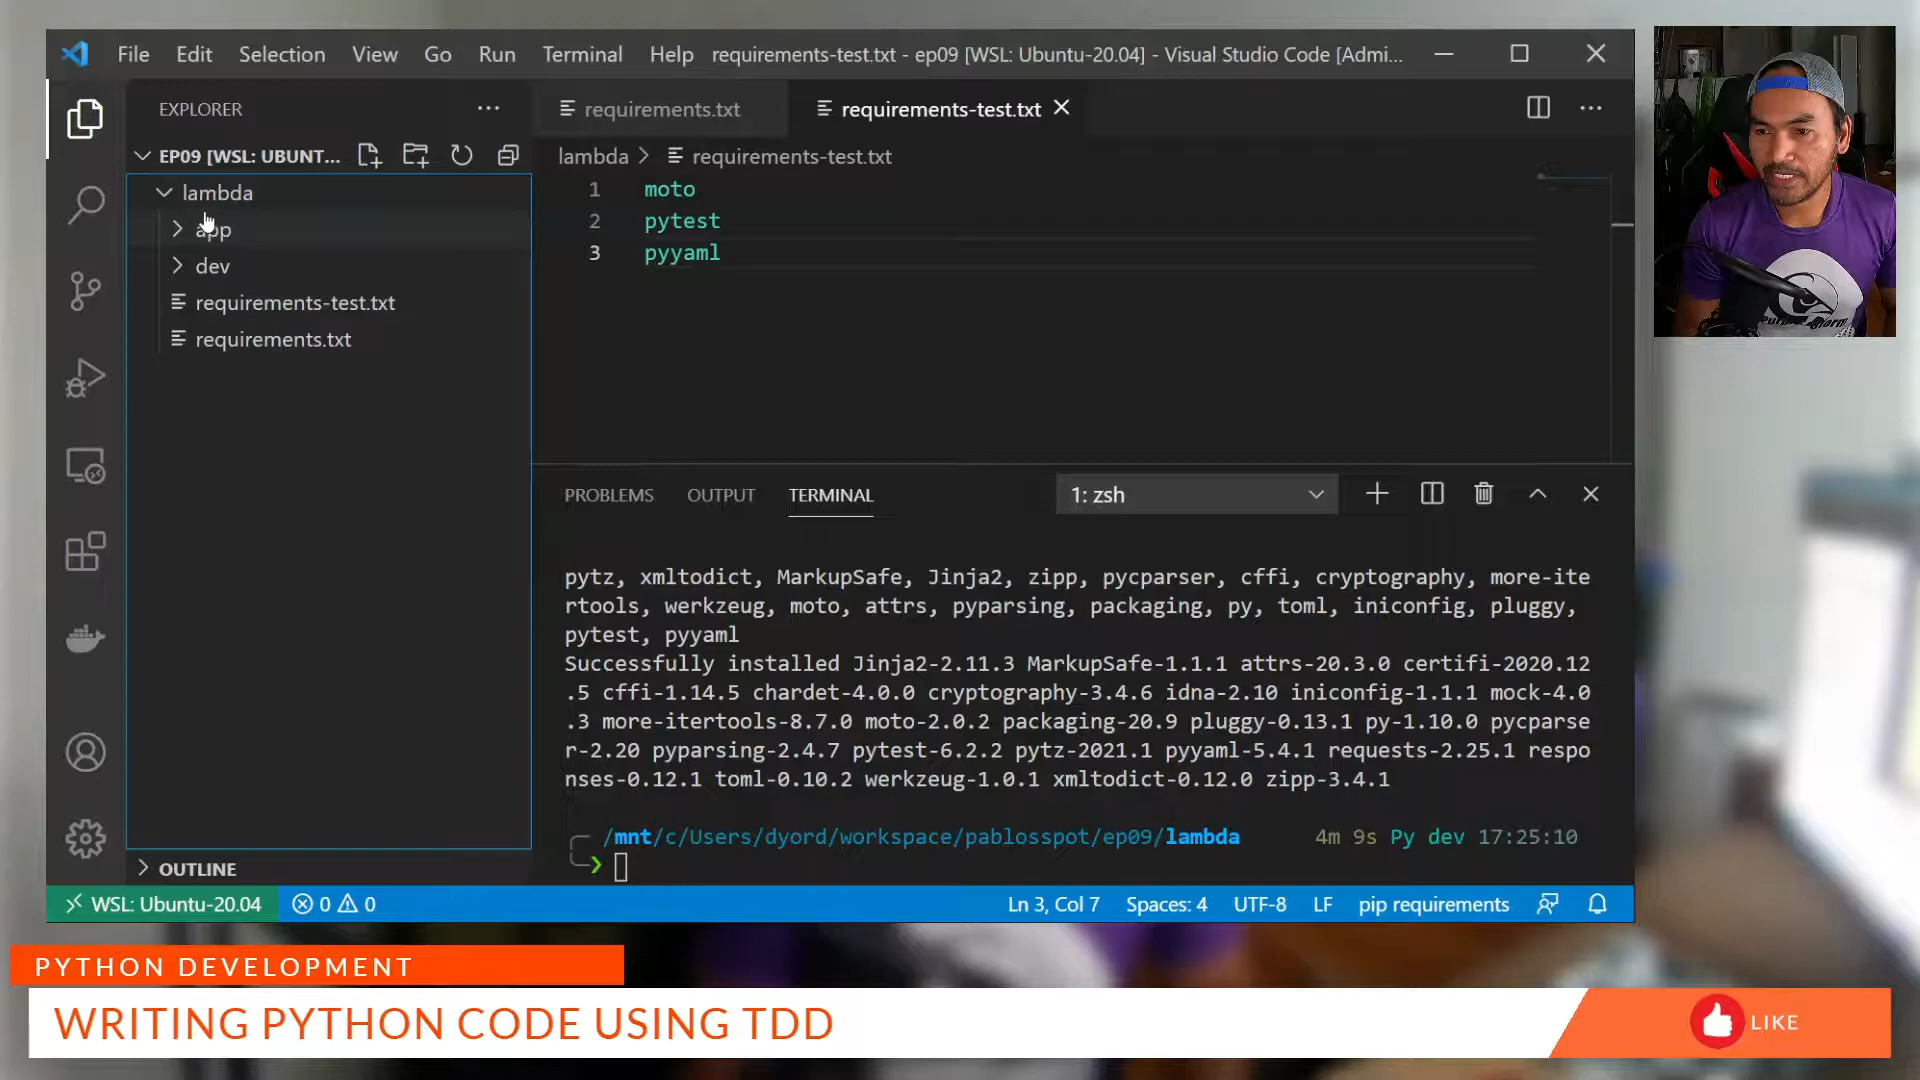 File Edit Selection View Go Run Terminal Help requirements-test.txt - ep09 [WSL: Ubuntu-20.04] - Visual Studio Code [Admi...
EXPLORER
requirements.txt requirements-test.txt
EP09 [WSL: UBUNT...
lambda > requirements-test.txt
lambda
app
dev
requirements-test.txt
requirements.txt
1 moto
2 pytest
3 pyyaml
PROBLEMS OUTPUT TERMINAL 1: zsh
pytz, xmltodict, MarkupSafe, Jinja2, zipp, pycparser, cffi, cryptography, more-ite
rtools, werkzeug, moto, attrs, pyparsing, packaging, py, toml, iniconfig, pluggy,
pytest, pyyaml
Successfully installed Jinja2-2.11.3 MarkupSafe-1.1.1 attrs-20.3.0 certifi-2020.12
.5 cffi-1.14.5 chardet-4.0.0 cryptography-3.4.6 idna-2.10 iniconfig-1.1.1 mock-4.0
.3 more-itertools-8.7.0 moto-2.0.2 packaging-20.9 pluggy-0.13.1 py-1.10.0 pycparse
r-2.20 pyparsing-2.4.7 pytest-6.2.2 pytz-2021.1 pyyaml-5.4.1 requests-2.25.1 respo
nses-0.12.1 toml-0.10.2 werkzeug-1.0.1 xmltodict-0.12.0 zipp-3.4.1
/mnt/c/Users/dyord/workspace/pablosspot/ep09/lambda 4m 9s Py dev 17:25:10
OUTLINE
WSL: Ubuntu-20.04 0 0 Ln 3, Col 7 Spaces: 4 UTF-8 LF pip requirements
PYTHON DEVELOPMENT
WRITING PYTHON CODE USING TDD
LIKE